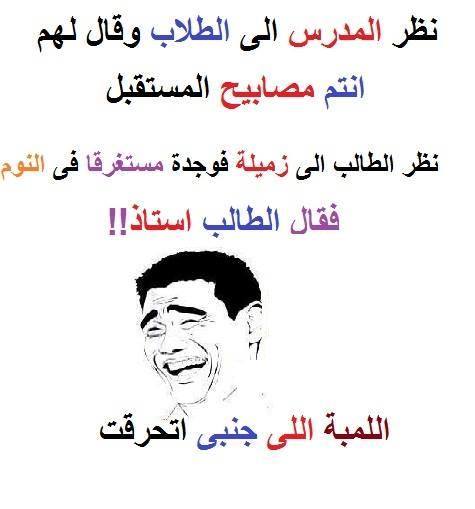 نظر المدرس الى الطلاب وقال لهم
انتم مصابيح المستقبل
نظر الطالب الى زميلة فوجدة مستغرقا فى النوم
فقال الطالب استاذ!!
اللمبة اللى جنبى اتحرقت